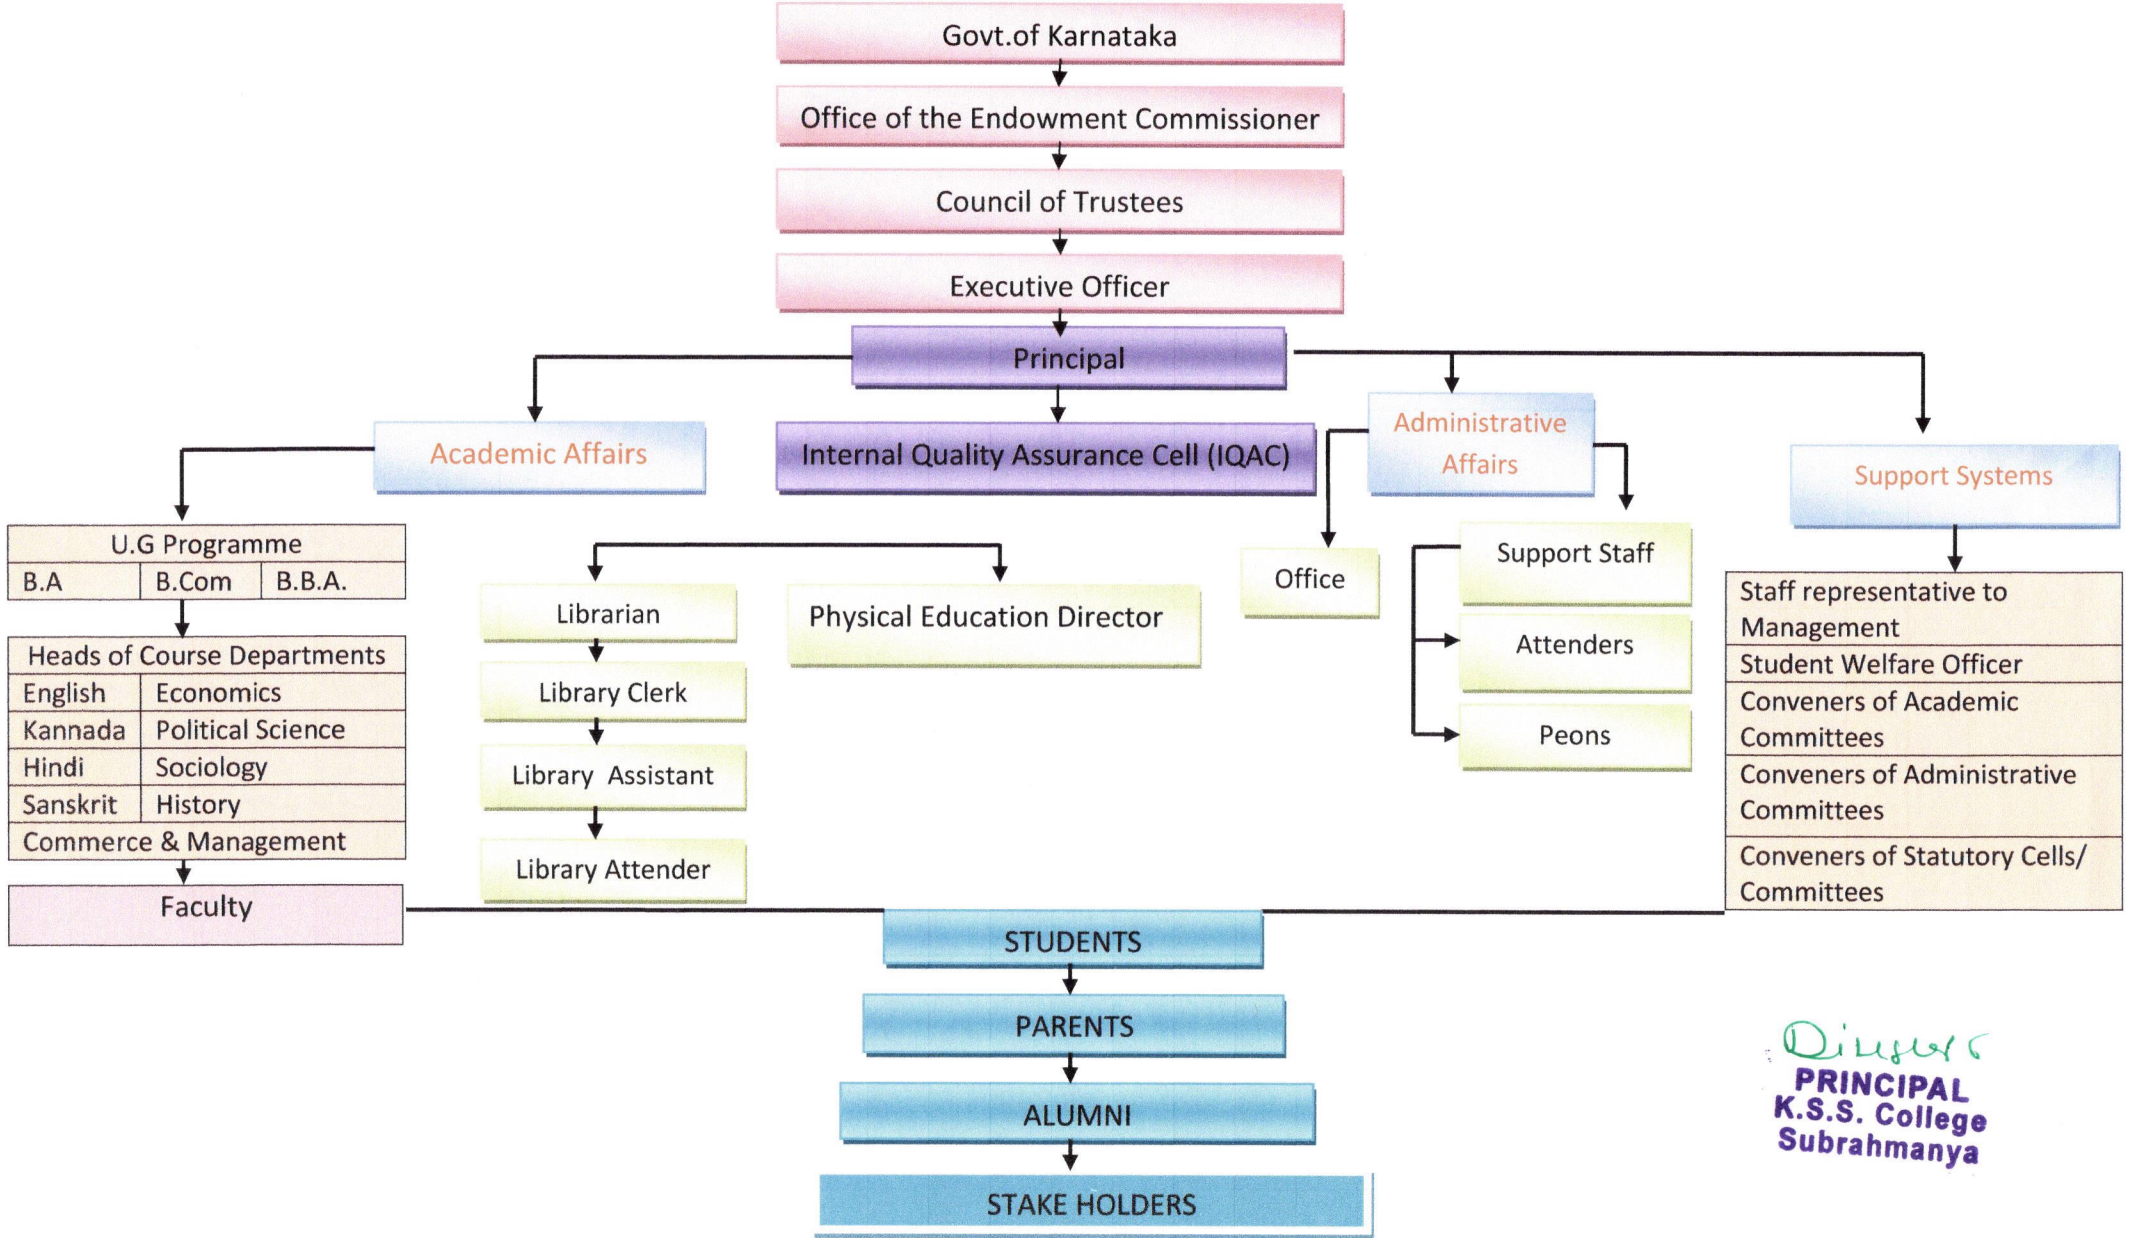 Govt.of Karnataka
Office of the Endowment Commissioner
Council of Trustees
Executive Officer
Principal
Academic Affairs
Internal Quality Assurance Cell (IQAC)
Administrative
Affairs
Support Systems
U.G Programme
B.A B.Com B.B.A.
Heads of Course Departments
English Economics
Kannada Political Science
Hindi Sociology
Sanskrit History
Commerce & Management
Faculty
Librarian
Library Clerk
Library Assistant
Library Attender
Physical Education Director
Office
Support Staff
Attenders
Peons
Staff representative to
Management
Student Welfare Officer
Conveners of Academic
Committees
Conveners of Administrative
Committees
Conveners of Statutory Cells/
Committees
STUDENTS
PARENTS
ALUMNI
STAKE HOLDERS
PRINCIPAL
K.S.S. College
Subrahmanya